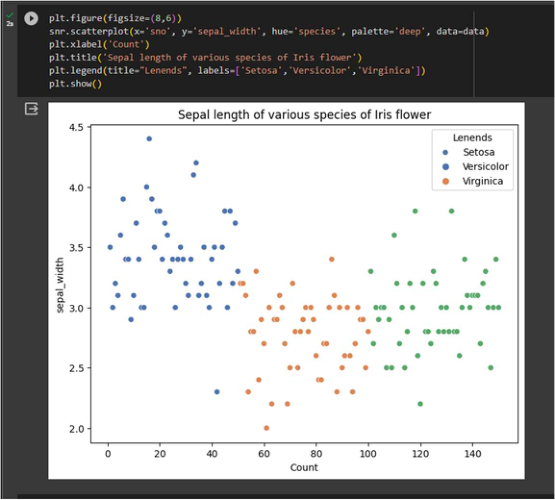 plt.figure(figsize=(8,6))
2s
snr.scatterplot(x='sno', y='sepal_width', hue='species', palette='deep', data=data)
plt.xlabel('Count')
plt.title('Sepal length of various species of Iris flower')
plt.legend(title="Lenends", labels=['Setosa','Versicolor','Virginica'])
plt.show()
Sepal length of various species of Iris flower
4.5
Lenends
Setosa
Versicolor
Virginica
4.0
3.5
sepal_width
3.0
2.5
2.0
0 20 40 60 80 100 120 140
Count